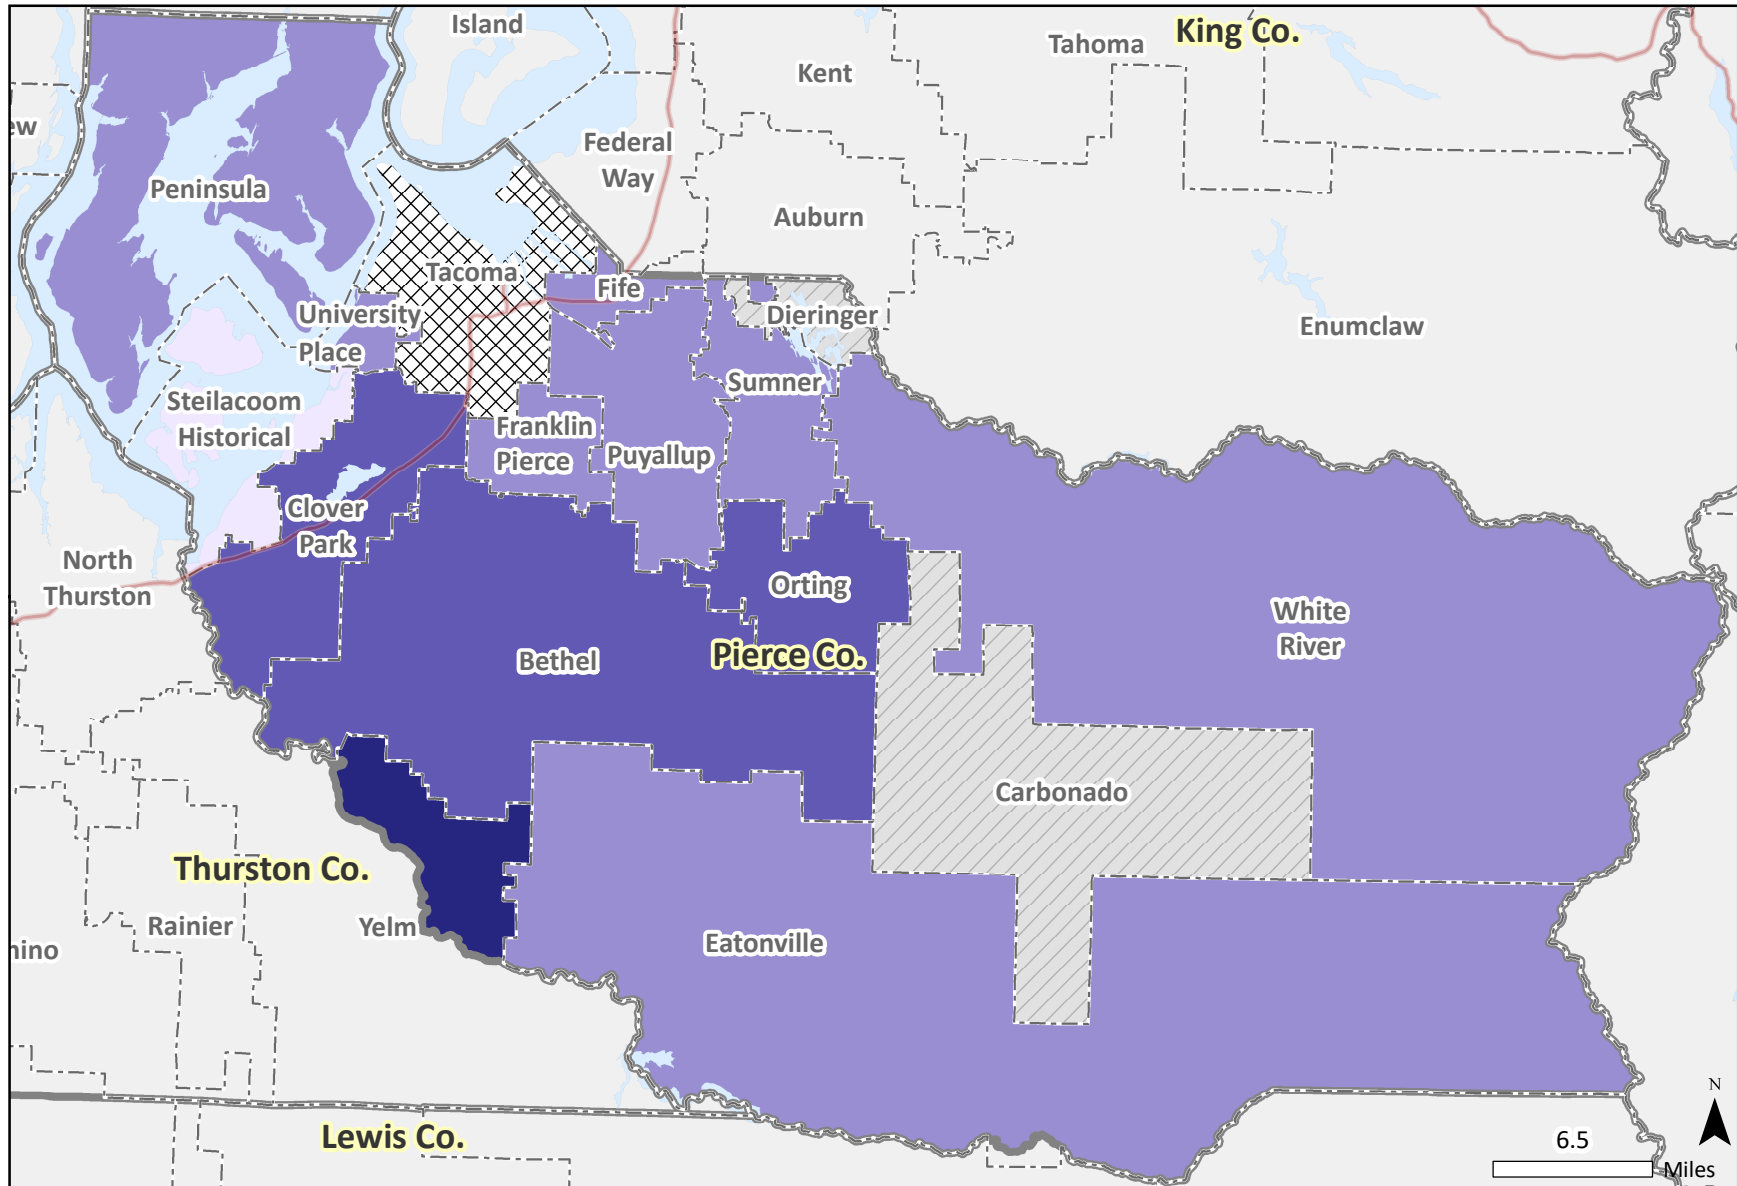 Island
King Co.
Tahoma
Kent
ew
Federal
Way
Peninsula
Auburn
Tacoma
Fife
University
Place
Dieringer
Enumclaw
Sumner
Steilacoom
Historical
Franklin
Pierce
Puyallup
Clover
Park
North
Thurston
Orting
White
River
Bethel
Pierce Co.
Carbonado
Thurston Co.
Rainier
Yelm
nino
Eatonville
Lewis Co.
N
6.5
Miles